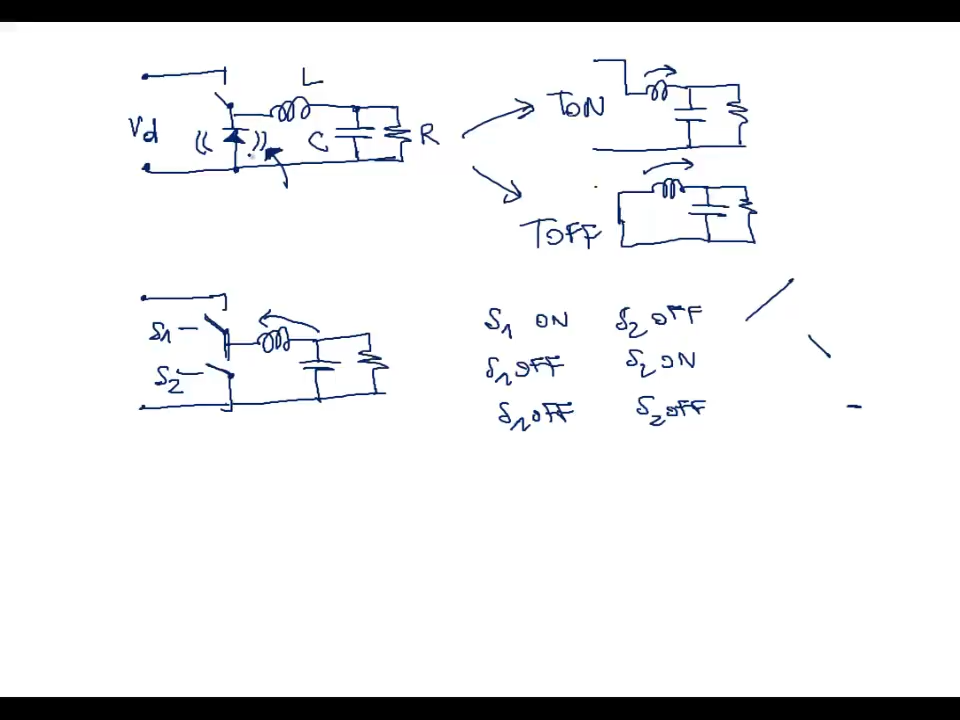 L
Vd
C
R
TON
TOFF
S1
S2
S1 ON S2 OFF
S1 OFF S2 ON
S1 OFF S2 OFF